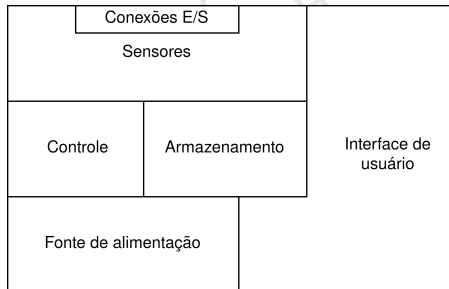 Conexões E/S
Sensores
Controle
Armazenamento
Interface de
usuário
Fonte de alimentação